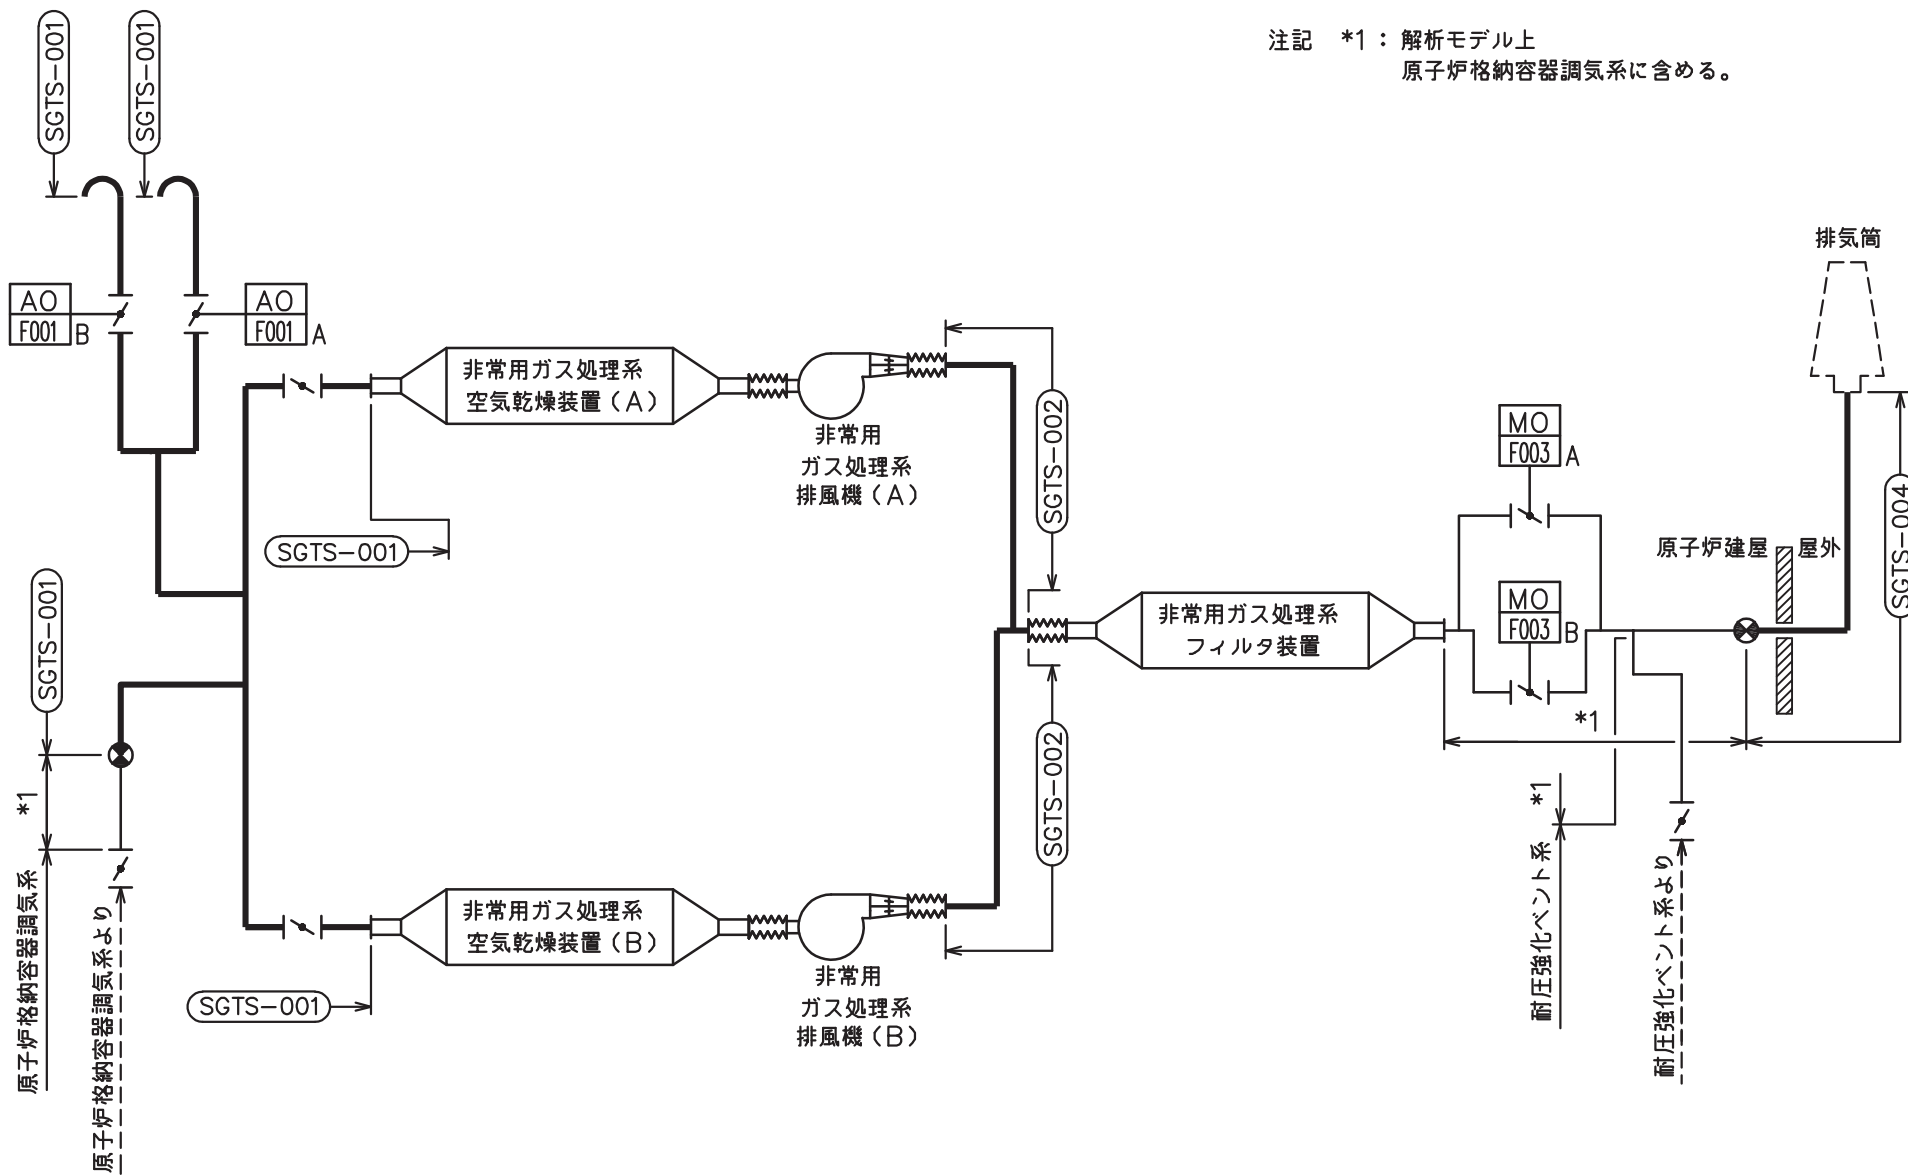 注記 *1 : 解析モデル上
原子炉格納容器調気系に含める。
SGTS-001
SGTS-001
AO
F001
B
AO
F001
A
非常用ガス処理系
空気乾燥装置(A)
非常用
ガス処理系
排風機(A)
SGTS-002
SGTS-001
SGTS-001
*1
原子炉格納容器調気系
原子炉格納容器調気系より
非常用ガス処理系
空気乾燥装置(B)
非常用
ガス処理系
排風機(B)
SGTS-001
SGTS-002
非常用ガス処理系
フィルタ装置
MO
F003
A
MO
F003
B
*1
原子炉建屋
屋外
排気筒
SGTS-004
*1
耐圧強化ベント系
耐圧強化ベント系より